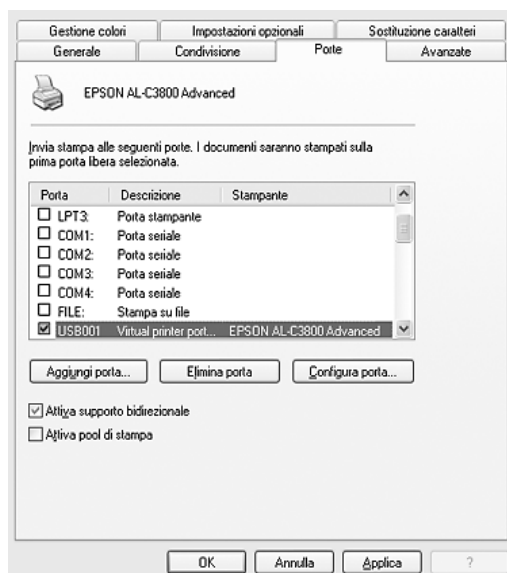 Gestione colori Impostazioni opzionali Sostituzione caratteri
Generale Condivisione Porte Avanzate
EPSON AL-C3800 Advanced
Invia stampa alle seguenti porte. I documenti saranno stampati sulla
prima porta libera selezionata.
Porta Descrizione Stampante
LPT3: Porta stampante
COM1: Porta seriale
COM2: Porta seriale
COM3: Porta seriale
COM4: Porta seriale
FILE: Stampa su file
USB001 Virtual printer port... EPSON AL-C3800 Advanced
Aggiungi porta... Elimina porta Configura porta...
Attiva supporto bidirezionale
Attiva pool di stampa
OK Annulla Applica ?